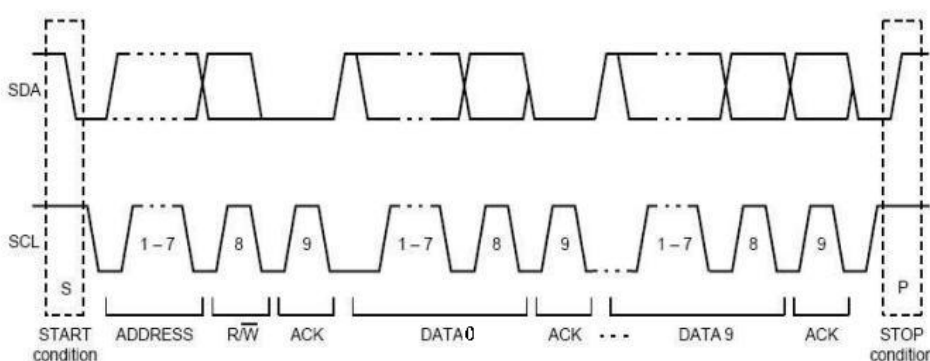 SDA
SCL
1 – 7 8 9 1 – 7 8 9 1 – 7 8 9
S P
START ADDRESS R/W̅ ACK DATA 0 ACK DATA 9 ACK STOP
condition condition